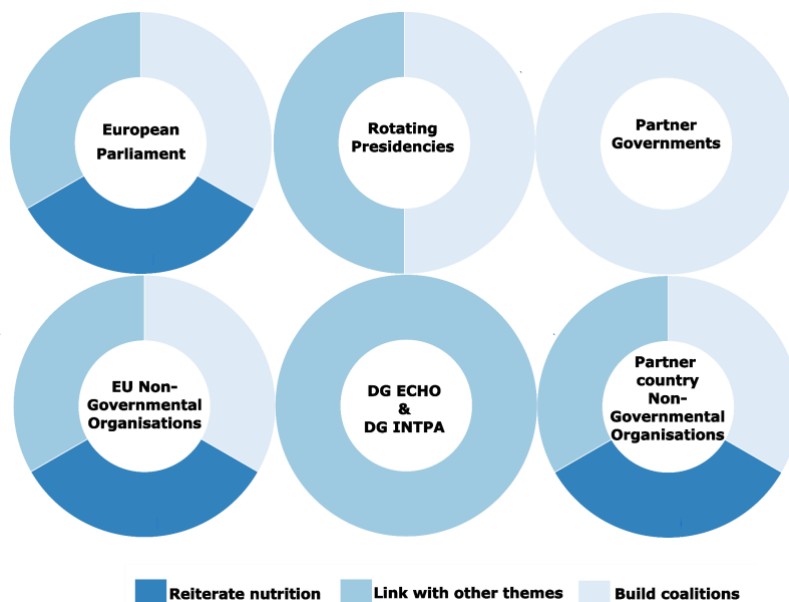 European
Parliament
Rotating
Presidencies
Partner
Governments
EU Non-
Governmental
Organisations
DG ECHO
&
DG INTPA
Partner
country
Non-
Governmental
Organisations
Reiterate nutrition
Link with other themes
Build coalitions